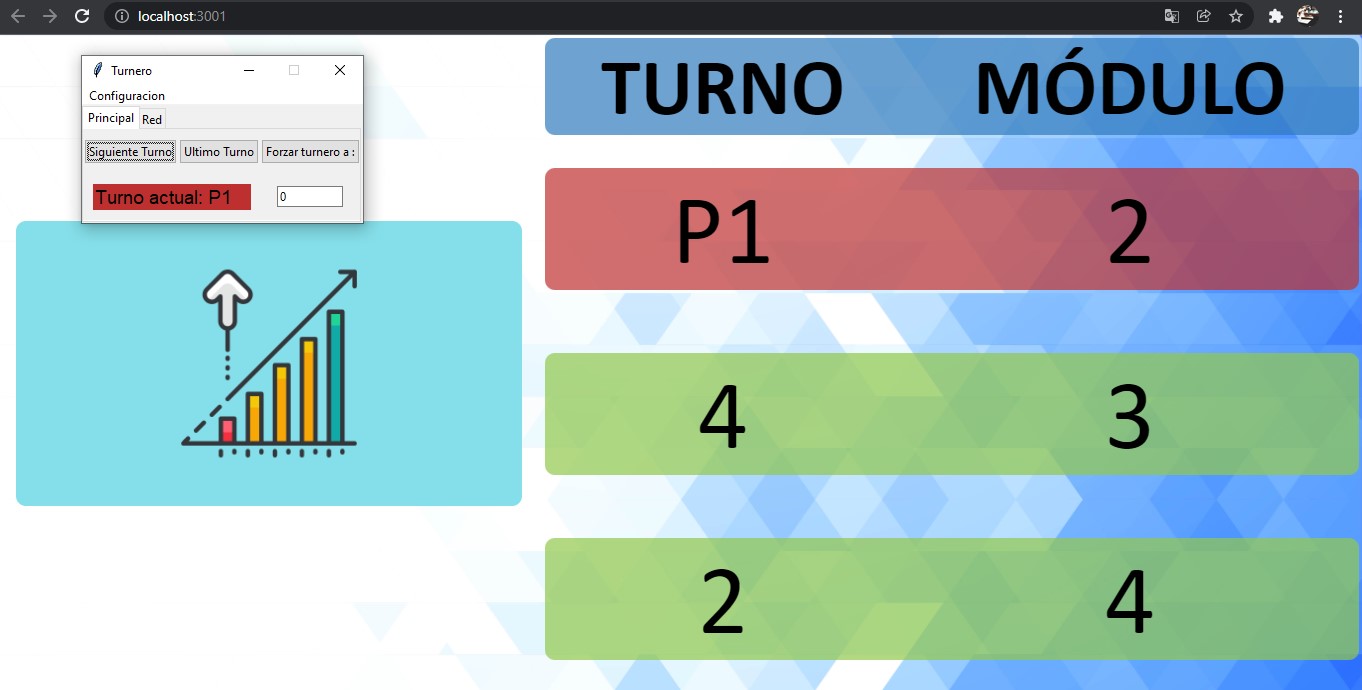 localhost:3001
Turnero
Configuracion
Principal Red
Siguiente Turno Ultimo Turno Forzar turnero a :
Turno actual: P1 0
TURNO MÓDULO
P1 2
4 3
2 4